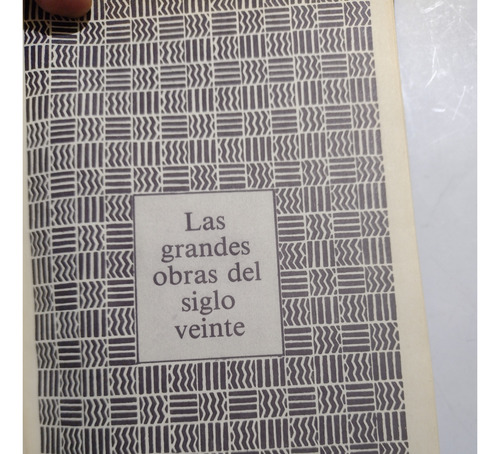 Las
grandes
obras del
siglo
veinte